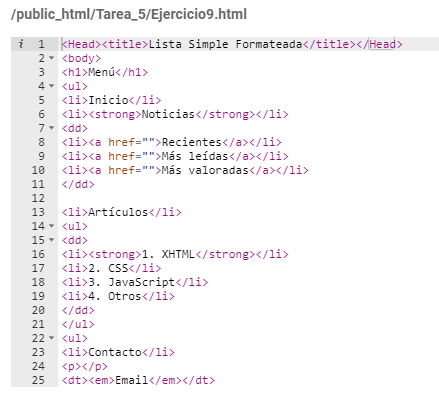 /public_html/Tarea_5/Ejercicio9.html
i 1 <Head><title>Lista Simple Formateada</title></Head>
2 <body>
3 <h1>Menú</h1>
4 <ul>
5 <li>Inicio</li>
6 <li><strong>Noticias</strong></li>
7 <dd>
8 <li><a href="">Recientes</a></li>
9 <li><a href="">Más leídas</a></li>
10 <li><a href="">Más valoradas</a></li>
11 </dd>
12
13 <li>Artículos</li>
14 <ul>
15 <dd>
16 <li><strong>1. XHTML</strong></li>
17 <li>2. CSS</li>
18 <li>3. JavaScript</li>
19 <li>4. Otros</li>
20 </dd>
21 </ul>
22 <ul>
23 <li>Contacto</li>
24 <p></p>
25 <dt><em>Email</em></dt>